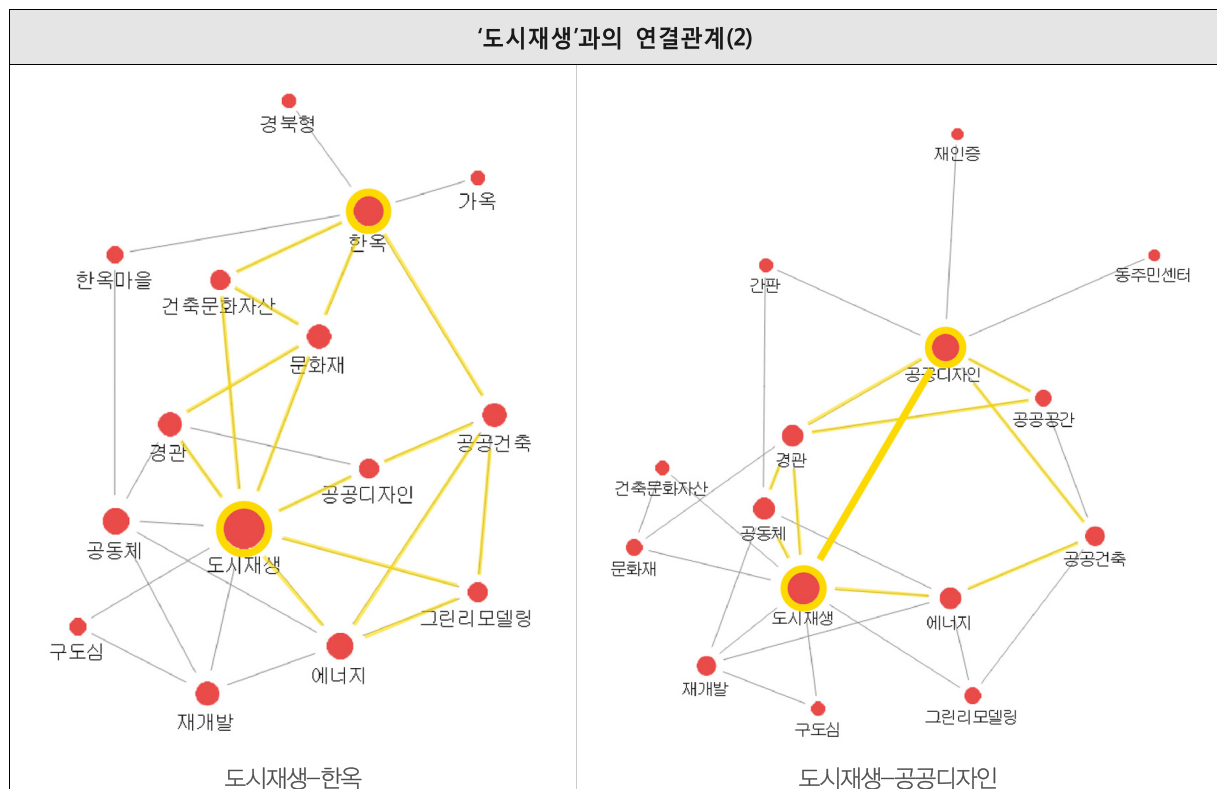 ‘도시재생’과의 연결관계(2)
경북형
가옥
한옥
한옥마을
건축문화자산
문화재
경관
공공건축
공공디자인
공동체
도시재생
그린리모델링
구도심
에너지
재개발
도시재생–한옥
재인증
간판
동주민센터
공공디자인
공공공간
경관
건축문화자산
공동체
문화재
공공건축
도시재생
에너지
재개발
그린리모델링
구도심
도시재생–공공디자인